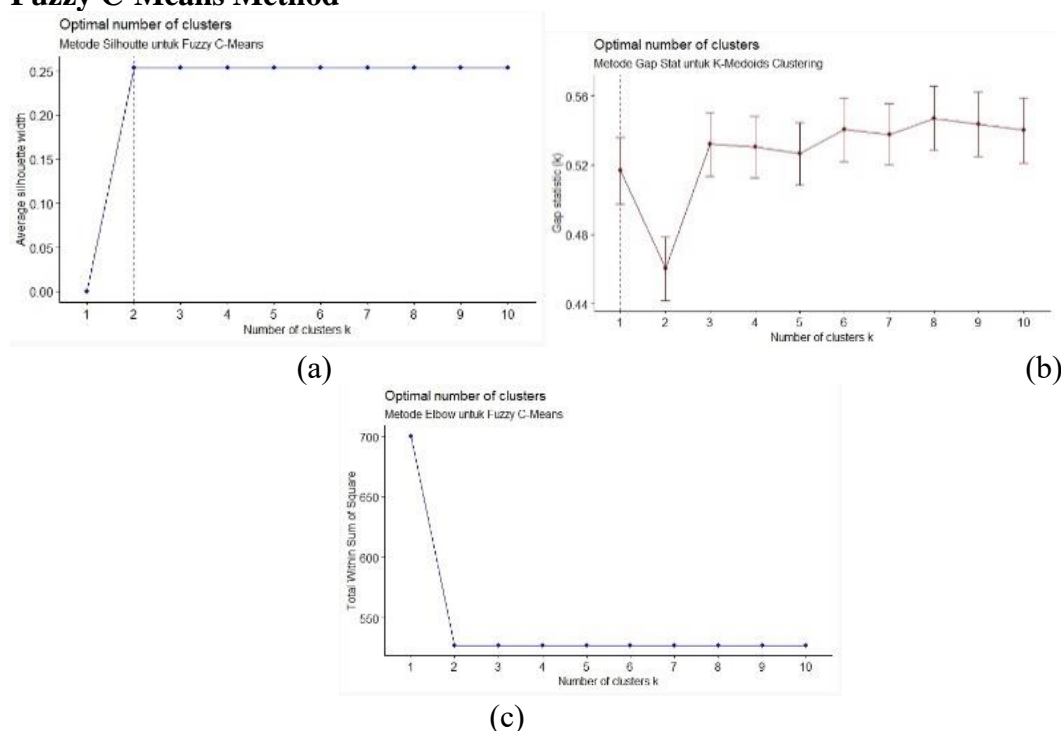 Fuzzy C-Means Method
Optimal number of clusters
Metode Silhoutte untuk Fuzzy C-Means
Average silhouette width
0.25
0.20
0.15
0.10
0.05
0.00
1 2 3 4 5 6 7 8 9 10
Number of clusters k
(a)
Optimal number of clusters
Metode Gap Stat untuk K-Medoids Clustering
Gap statistic (k)
0.56
0.52
0.48
0.44
1 2 3 4 5 6 7 8 9 10
Number of clusters k
(b)
Optimal number of clusters
Metode Elbow untuk Fuzzy C-Means
Total Within Sum of Square
700
650
600
550
1 2 3 4 5 6 7 8 9 10
Number of clusters k
(c)